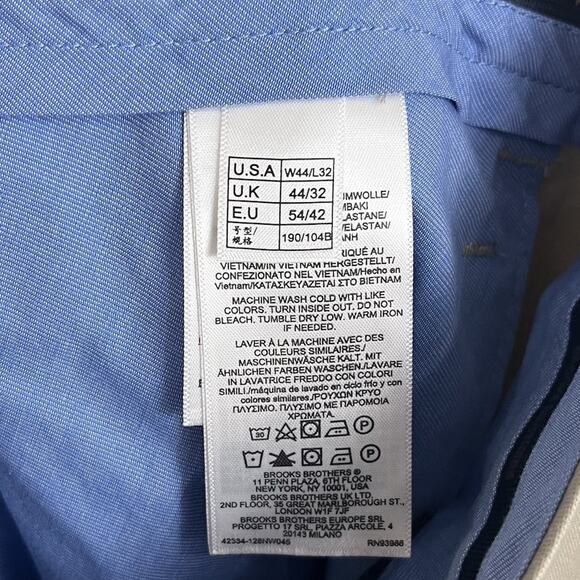 U.S.A W44/L32
U.K 44/32
E.U 54/42
号型/规格 190/104B
UMWOLLE/
MBAKI
LASTANE/
/ELASTAN/
ANH
RIQUÉ AU
VIETNAM/IN VIETNAM HERGESTELLT/
CONFEZIONATO NEL VIETNAM/Hecho en
Vietnam/ΚΑΤΑΣΚΕΥΑΖΕΤΑΙ ΣΤΟ ΒΙΕΤΝΑΜ
MACHINE WASH COLD WITH LIKE
COLORS. TURN INSIDE OUT. DO NOT
BLEACH. TUMBLE DRY LOW. WARM IRON
IF NEEDED.
LAVER À LA MACHINE AVEC DES
COULEURS SIMILAIRES./
MASCHINENWÄSCHE KALT. MIT
ÄHNLICHEN FARBEN WASCHEN./LAVARE
IN LAVATRICE FREDDO CON COLORI
SIMILI./máquina de lavado en ciclo frío y con
colores similares./ΡΟΥΧΩΝ ΚΡΥΟ
ΠΛΥΣΙΜΟ. ΠΛΥΣΙΜΟ ΜΕ ΠΑΡΟΜΟΙΑ
ΧΡΩΜΑΤΑ.
30
BROOKS BROTHERS ®
11 PENN PLAZA, 6TH FLOOR
NEW YORK, NY 10001, USA
BROOKS BROTHERS UK LTD.
2ND FLOOR, 35 GREAT MARLBOROUGH ST.,
LONDON W1F 7JF
BROOKS BROTHERS EUROPE SRL
PROGETTO 17 SRL PIAZZA ARCOLE, 4
20143 MILANO
42334-128NW045 RN93986